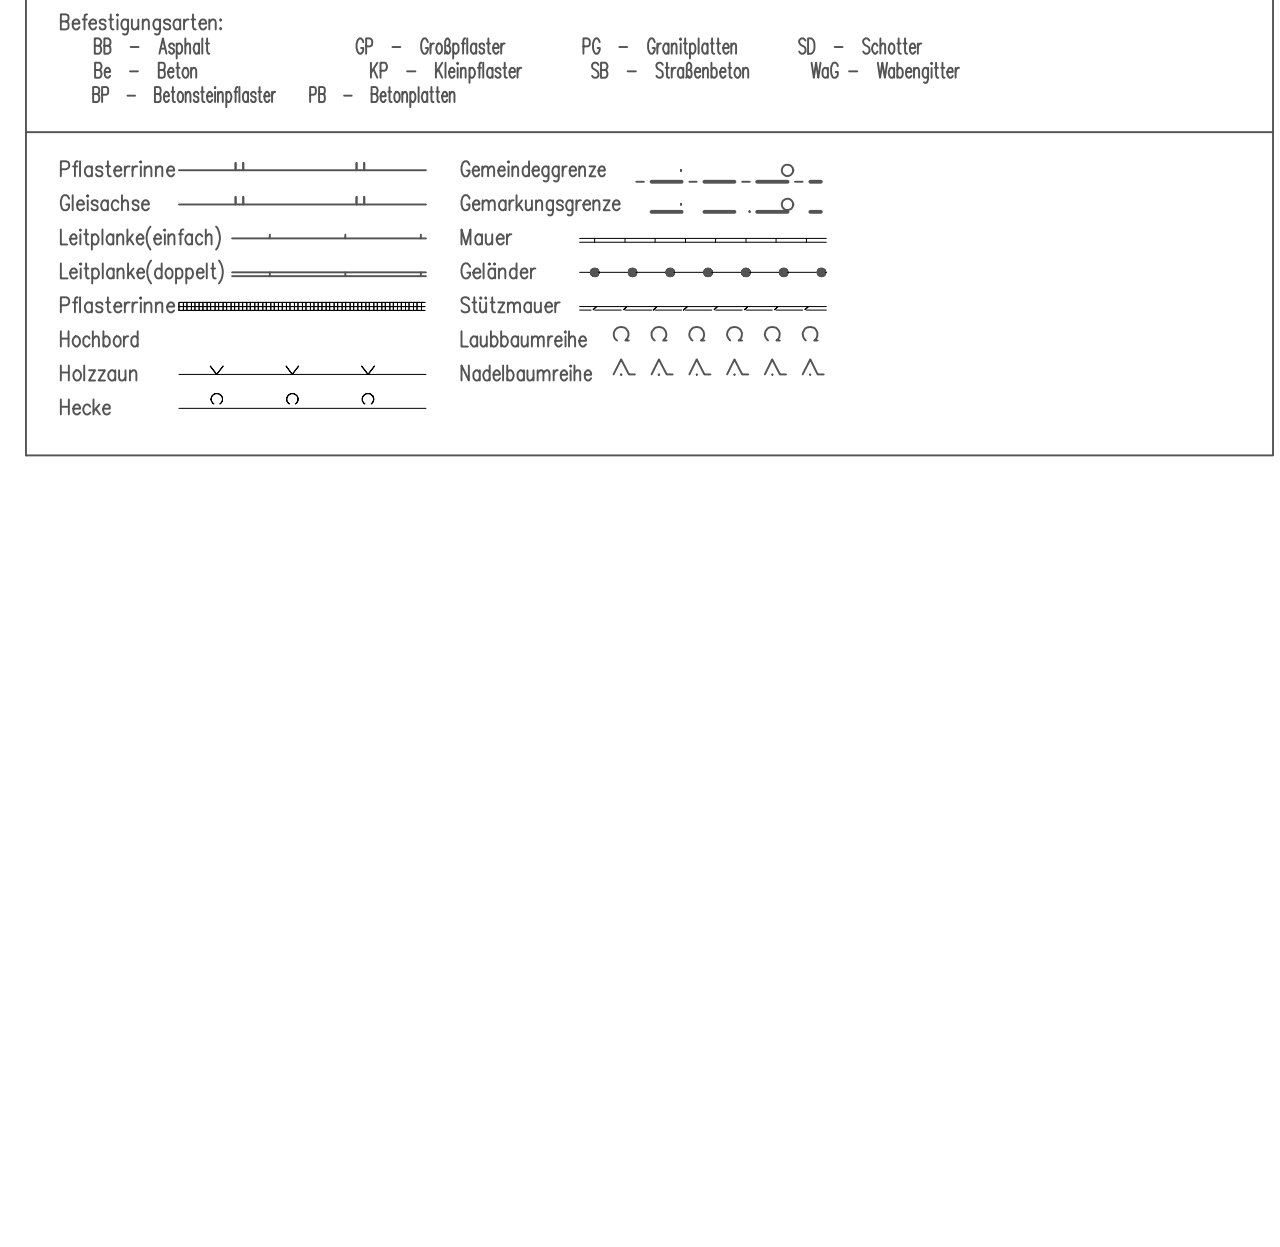 Befestigungsarten:
BB – Asphalt GP – Großpflaster PG – Granitplatten SD – Schotter
Be – Beton KP – Kleinpflaster SB – Straßenbeton WaG – Wabengitter
BP – Betonsteinpflaster PB – Betonplatten
Pflasterrinne Gemeindeggrenze
Gleisachse Gemarkungsgrenze
Leitplanke(einfach) Mauer
Leitplanke(doppelt) Geländer
Pflasterrinne Stützmauer
Hochbord Laubbaumreihe
Holzzaun Nadelbaumreihe
Hecke